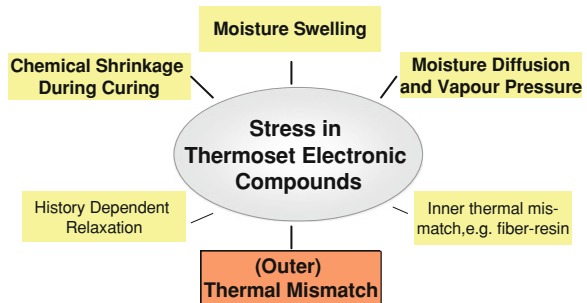 Moisture Swelling
Chemical Shrinkage
During Curing
Moisture Diffusion
and Vapour Pressure
Stress in
Thermoset Electronic
Compounds
History Dependent
Relaxation
Inner thermal mis-
match,e.g. fiber-resin
(Outer)
Thermal Mismatch